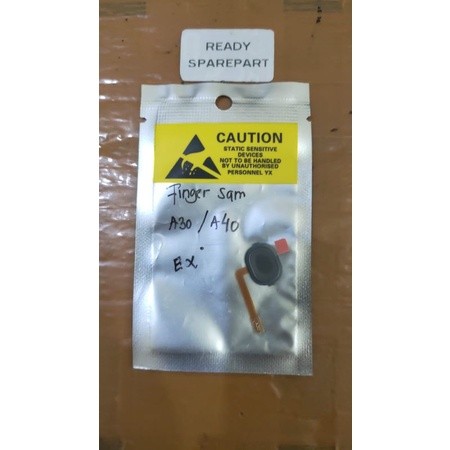 READY
SPAREPART
CAUTION
STATIC SENSITIVE
DEVICES
NOT TO BE HANDLED
BY UNAUTHORISED
PERSONNEL YX
Finger Sam
A30 / A40
Ex